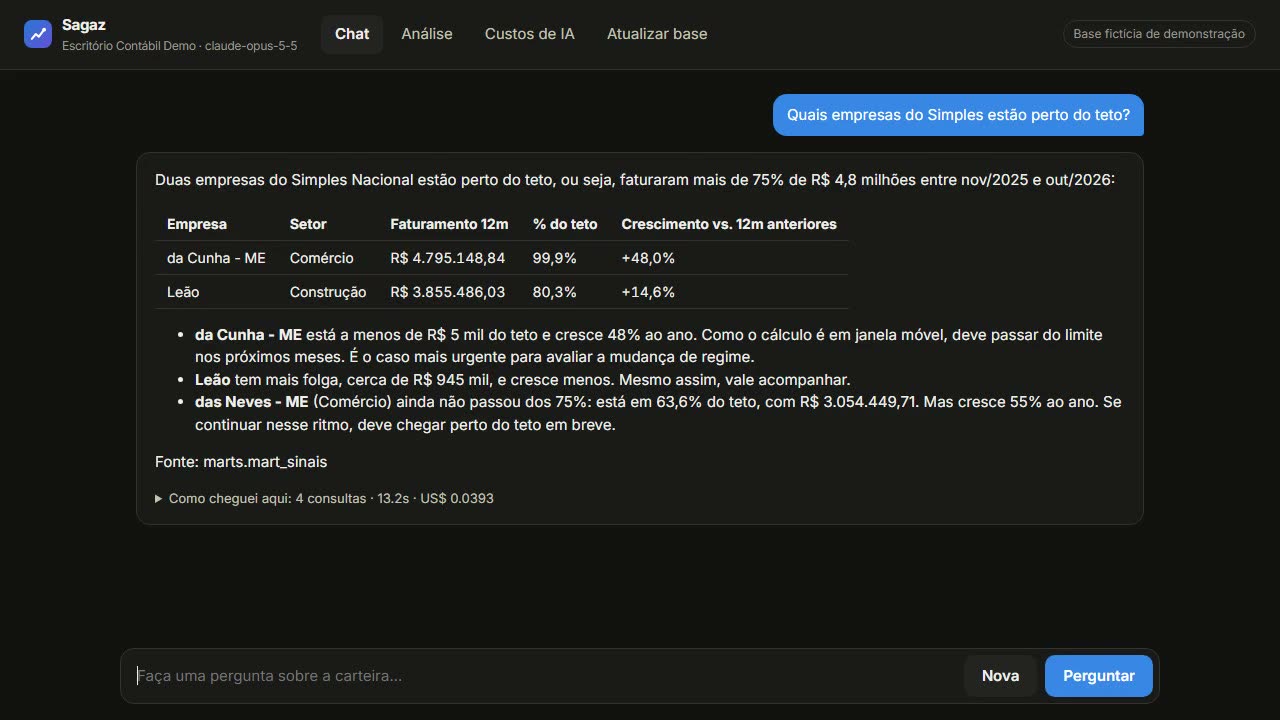 Sagaz
Escritório Contábil Demo · claude-opus-5-5
Chat
Análise
Custos de IA
Atualizar base
Base fictícia de demonstração
Quais empresas do Simples estão perto do teto?
Duas empresas do Simples Nacional estão perto do teto, ou seja, faturaram mais de 75% de R$ 4,8 milhões entre nov/2025 e out/2026:
Empresa Setor Faturamento 12m % do teto Crescimento vs. 12m anteriores
da Cunha - ME Comércio R$ 4.795.148,84 99,9% +48,0%
Leão Construção R$ 3.855.486,03 80,3% +14,6%
• da Cunha - ME está a menos de R$ 5 mil do teto e cresce 48% ao ano. Como o cálculo é em janela móvel, deve passar do limite
nos próximos meses. É o caso mais urgente para avaliar a mudança de regime.
• Leão tem mais folga, cerca de R$ 945 mil, e cresce menos. Mesmo assim, vale acompanhar.
• das Neves - ME (Comércio) ainda não passou dos 75%: está em 63,6% do teto, com R$ 3.054.449,71. Mas cresce 55% ao ano. Se
continuar nesse ritmo, deve chegar perto do teto em breve.
Fonte: marts.mart_sinais
Como cheguei aqui: 4 consultas · 13.2s · US$ 0.0393
Faça uma pergunta sobre a carteira...
Nova
Perguntar